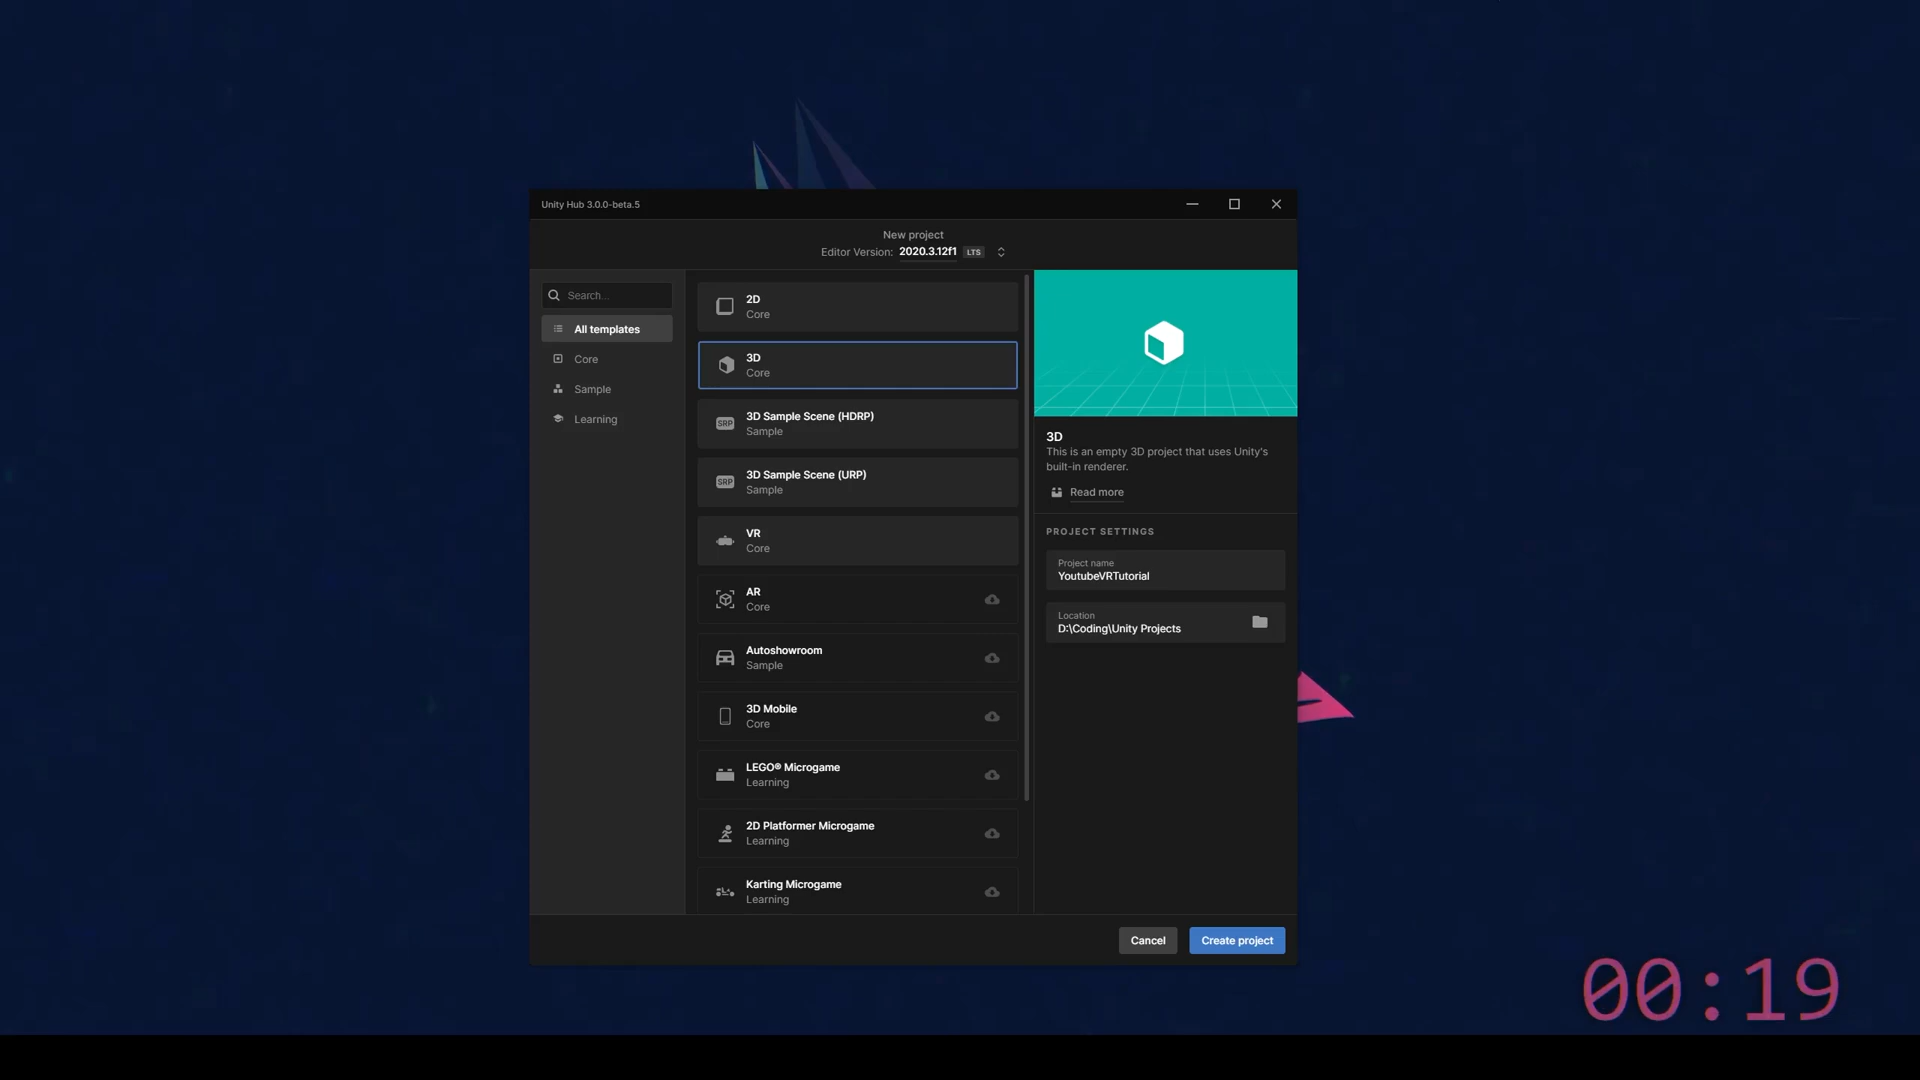 Unity Hub 3.0.0-beta.5
New project
Editor Version: 2020.3.12f1 LTS
Search...
All templates
Core
Sample
Learning
2D
Core
3D
Core
3D Sample Scene (HDRP)
Sample
SRP
3D Sample Scene (URP)
Sample
SRP
VR
Core
AR
Core
Autoshowroom
Sample
3D Mobile
Core
LEGO® Microgame
Learning
2D Platformer Microgame
Learning
Karting Microgame
Learning
3D
This is an empty 3D project that uses Unity's
built-in renderer.
Read more
PROJECT SETTINGS
Project name
YoutubeVRTutorial
Location
D:\Coding\Unity Projects
Cancel
Create project
00:19